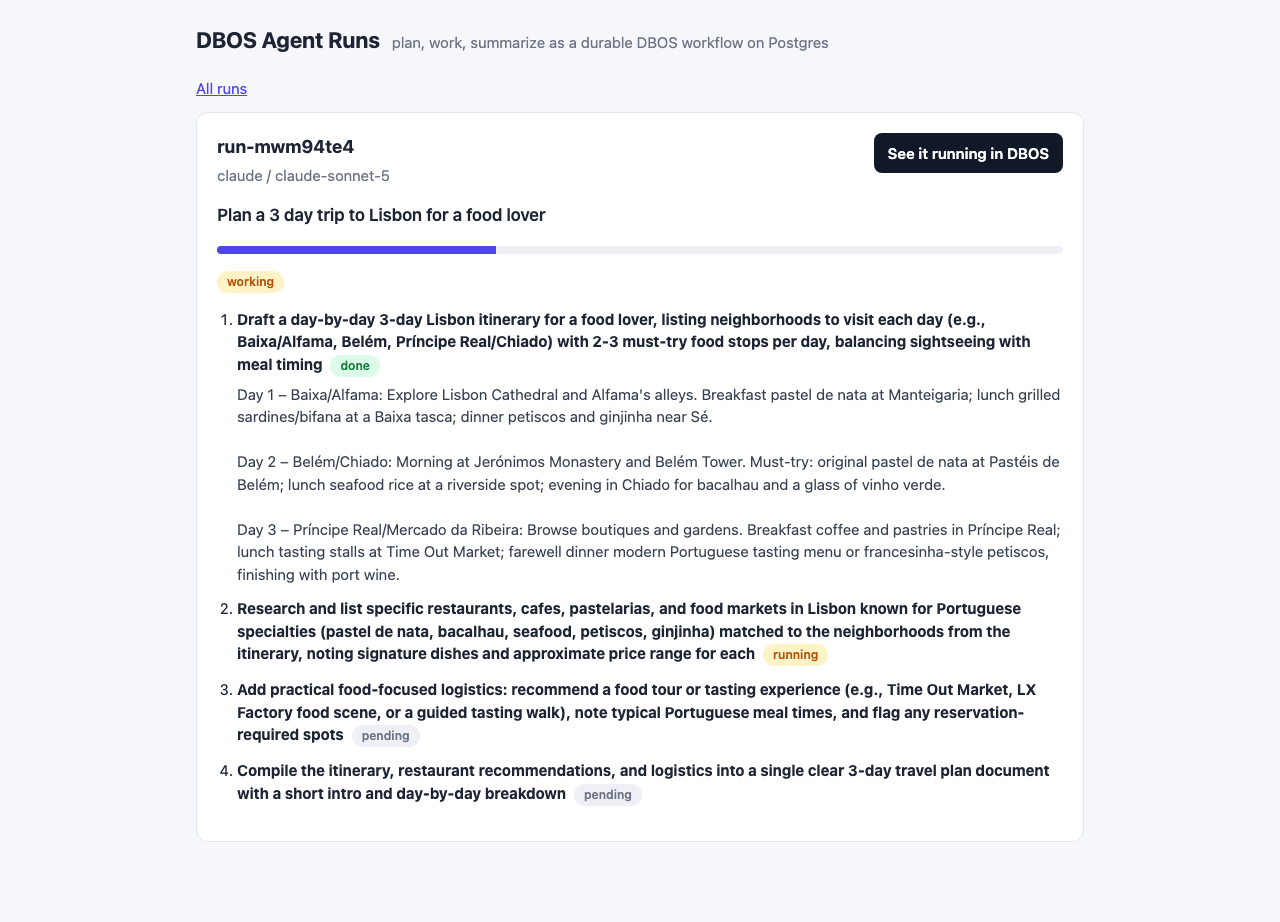 DBOS Agent Runs plan, work, summarize as a durable DBOS workflow on Postgres
All runs
run-mwm94te4
See it running in DBOS
claude / claude-sonnet-5
Plan a 3 day trip to Lisbon for a food lover
working
1. Draft a day-by-day 3-day Lisbon itinerary for a food lover, listing neighborhoods to visit each day (e.g.,
Baixa/Alfama, Belém, Príncipe Real/Chiado) with 2-3 must-try food stops per day, balancing sightseeing with
meal timing done
Day 1 – Baixa/Alfama: Explore Lisbon Cathedral and Alfama's alleys. Breakfast pastel de nata at Manteigaria; lunch grilled
sardines/bifana at a Baixa tasca; dinner petiscos and ginjinha near Sé.
Day 2 – Belém/Chiado: Morning at Jerónimos Monastery and Belém Tower. Must-try: original pastel de nata at Pastéis de
Belém; lunch seafood rice at a riverside spot; evening in Chiado for bacalhau and a glass of vinho verde.
Day 3 – Príncipe Real/Mercado da Ribeira: Browse boutiques and gardens. Breakfast coffee and pastries in Príncipe Real;
lunch tasting stalls at Time Out Market; farewell dinner modern Portuguese tasting menu or francesinha-style petiscos,
finishing with port wine.
2. Research and list specific restaurants, cafes, pastelarias, and food markets in Lisbon known for Portuguese
specialties (pastel de nata, bacalhau, seafood, petiscos, ginjinha) matched to the neighborhoods from the
itinerary, noting signature dishes and approximate price range for each running
3. Add practical food-focused logistics: recommend a food tour or tasting experience (e.g., Time Out Market, LX
Factory food scene, or a guided tasting walk), note typical Portuguese meal times, and flag any reservation-
required spots pending
4. Compile the itinerary, restaurant recommendations, and logistics into a single clear 3-day travel plan document
with a short intro and day-by-day breakdown pending